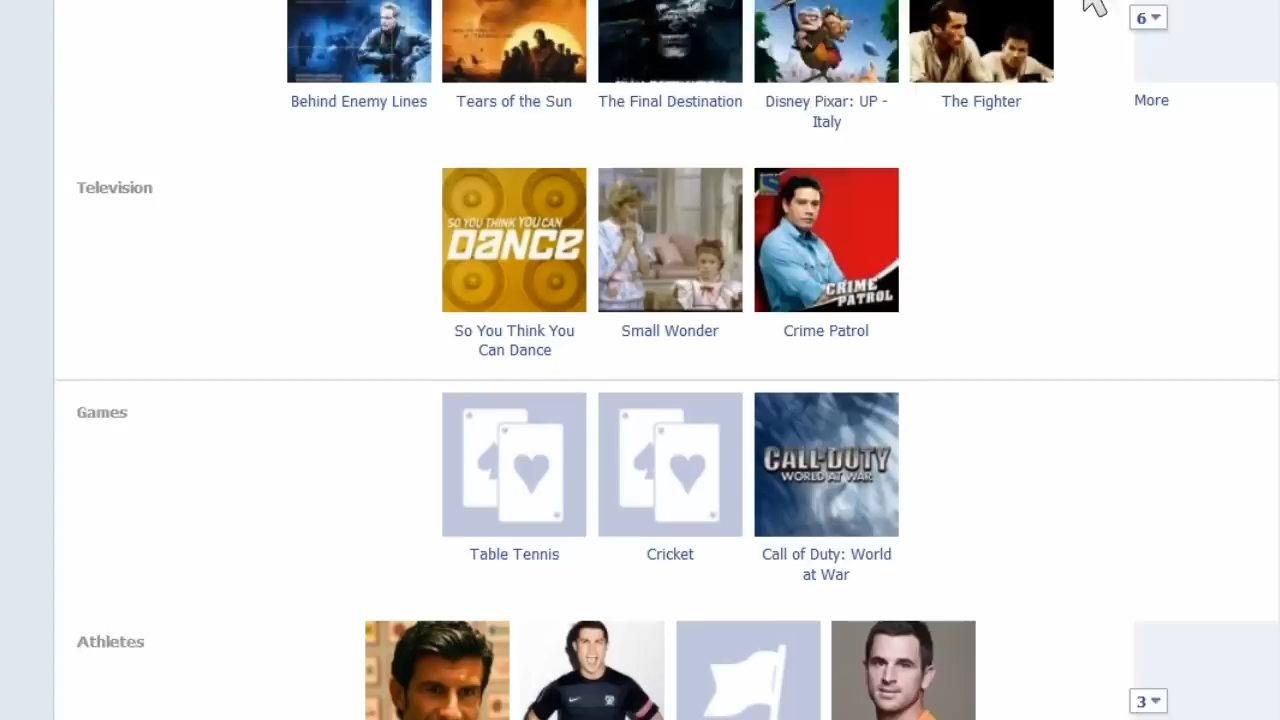 6
Behind Enemy Lines
Tears of the Sun
The Final Destination
Disney Pixar: UP -
Italy
The Fighter
More
Television
SO YOU THINK YOU CAN
DANCE
CRIME
PATROL
So You Think You
Can Dance
Small Wonder
Crime Patrol
Games
CALL OF DUTY
WORLD AT WAR
Table Tennis
Cricket
Call of Duty: World
at War
Athletes
3